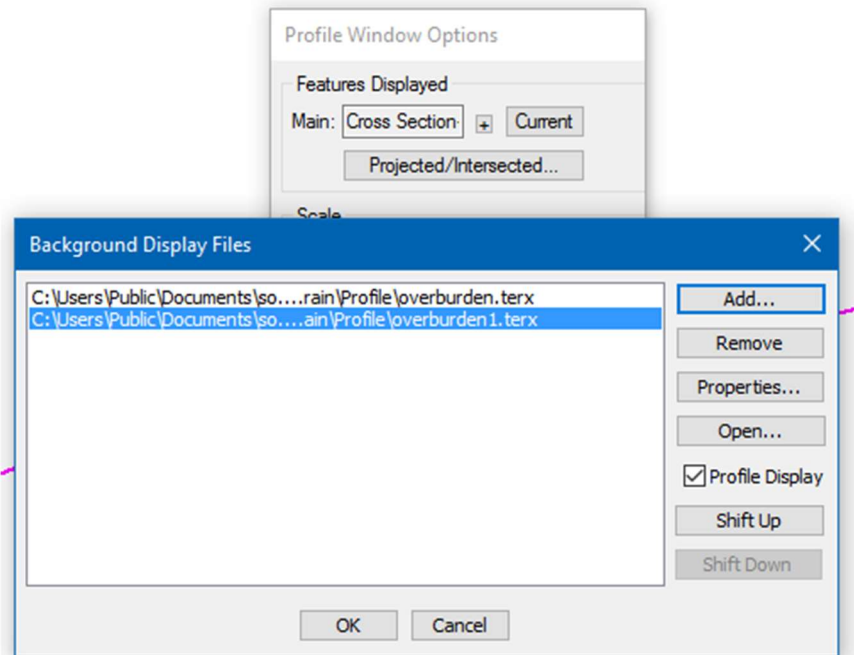 Profile Window Options
Features Displayed
Main: Cross Section- + Current
Projected/Intersected...
Scale
Background Display Files
C:\Users\Public\Documents\so....rain\Profile\overburden.terx
C:\Users\Public\Documents\so....ain\Profile\overburden1.terx
Add...
Remove
Properties...
Open...
Profile Display
Shift Up
Shift Down
OK Cancel